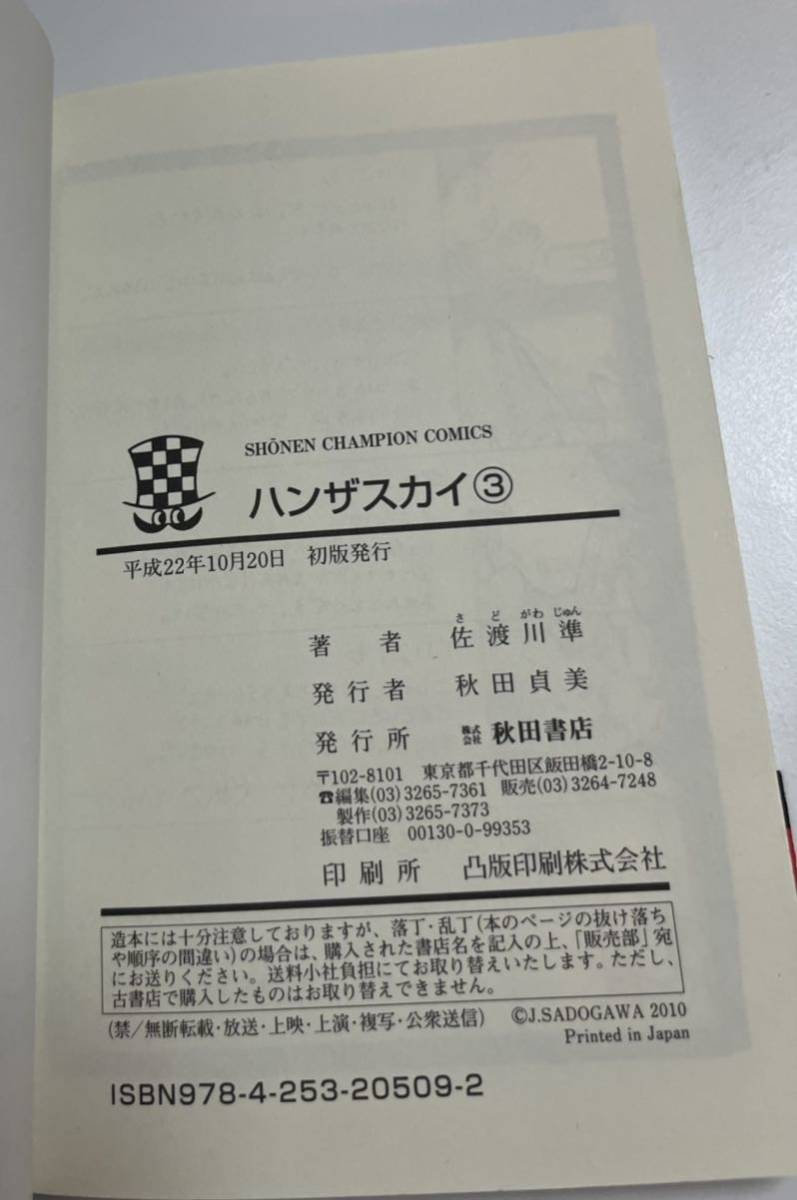 SHŌNEN CHAMPION COMICS
ハンザスカイ③
平成22年10月20日　初版発行
さ ど がわ じゅん
著者　佐渡川準
発行者　秋田貞美
発行所　株式会社 秋田書店
〒102-8101　東京都千代田区飯田橋2-10-8
☎編集(03)3265-7361　販売(03)3264-7248
製作(03)3265-7373
振替口座　00130-0-99353
印刷所　凸版印刷株式会社
造本には十分注意しておりますが、落丁・乱丁(本のページの抜け落ち
や順序の間違い)の場合は、購入された書店名を記入の上、「販売部」宛
にお送りください。送料小社負担にてお取り替えいたします。ただし、
古書店で購入したものはお取り替えできません。
(禁/無断転載・放送・上映・上演・複写・公衆送信)　©J.SADOGAWA 2010
Printed in Japan
ISBN978-4-253-20509-2